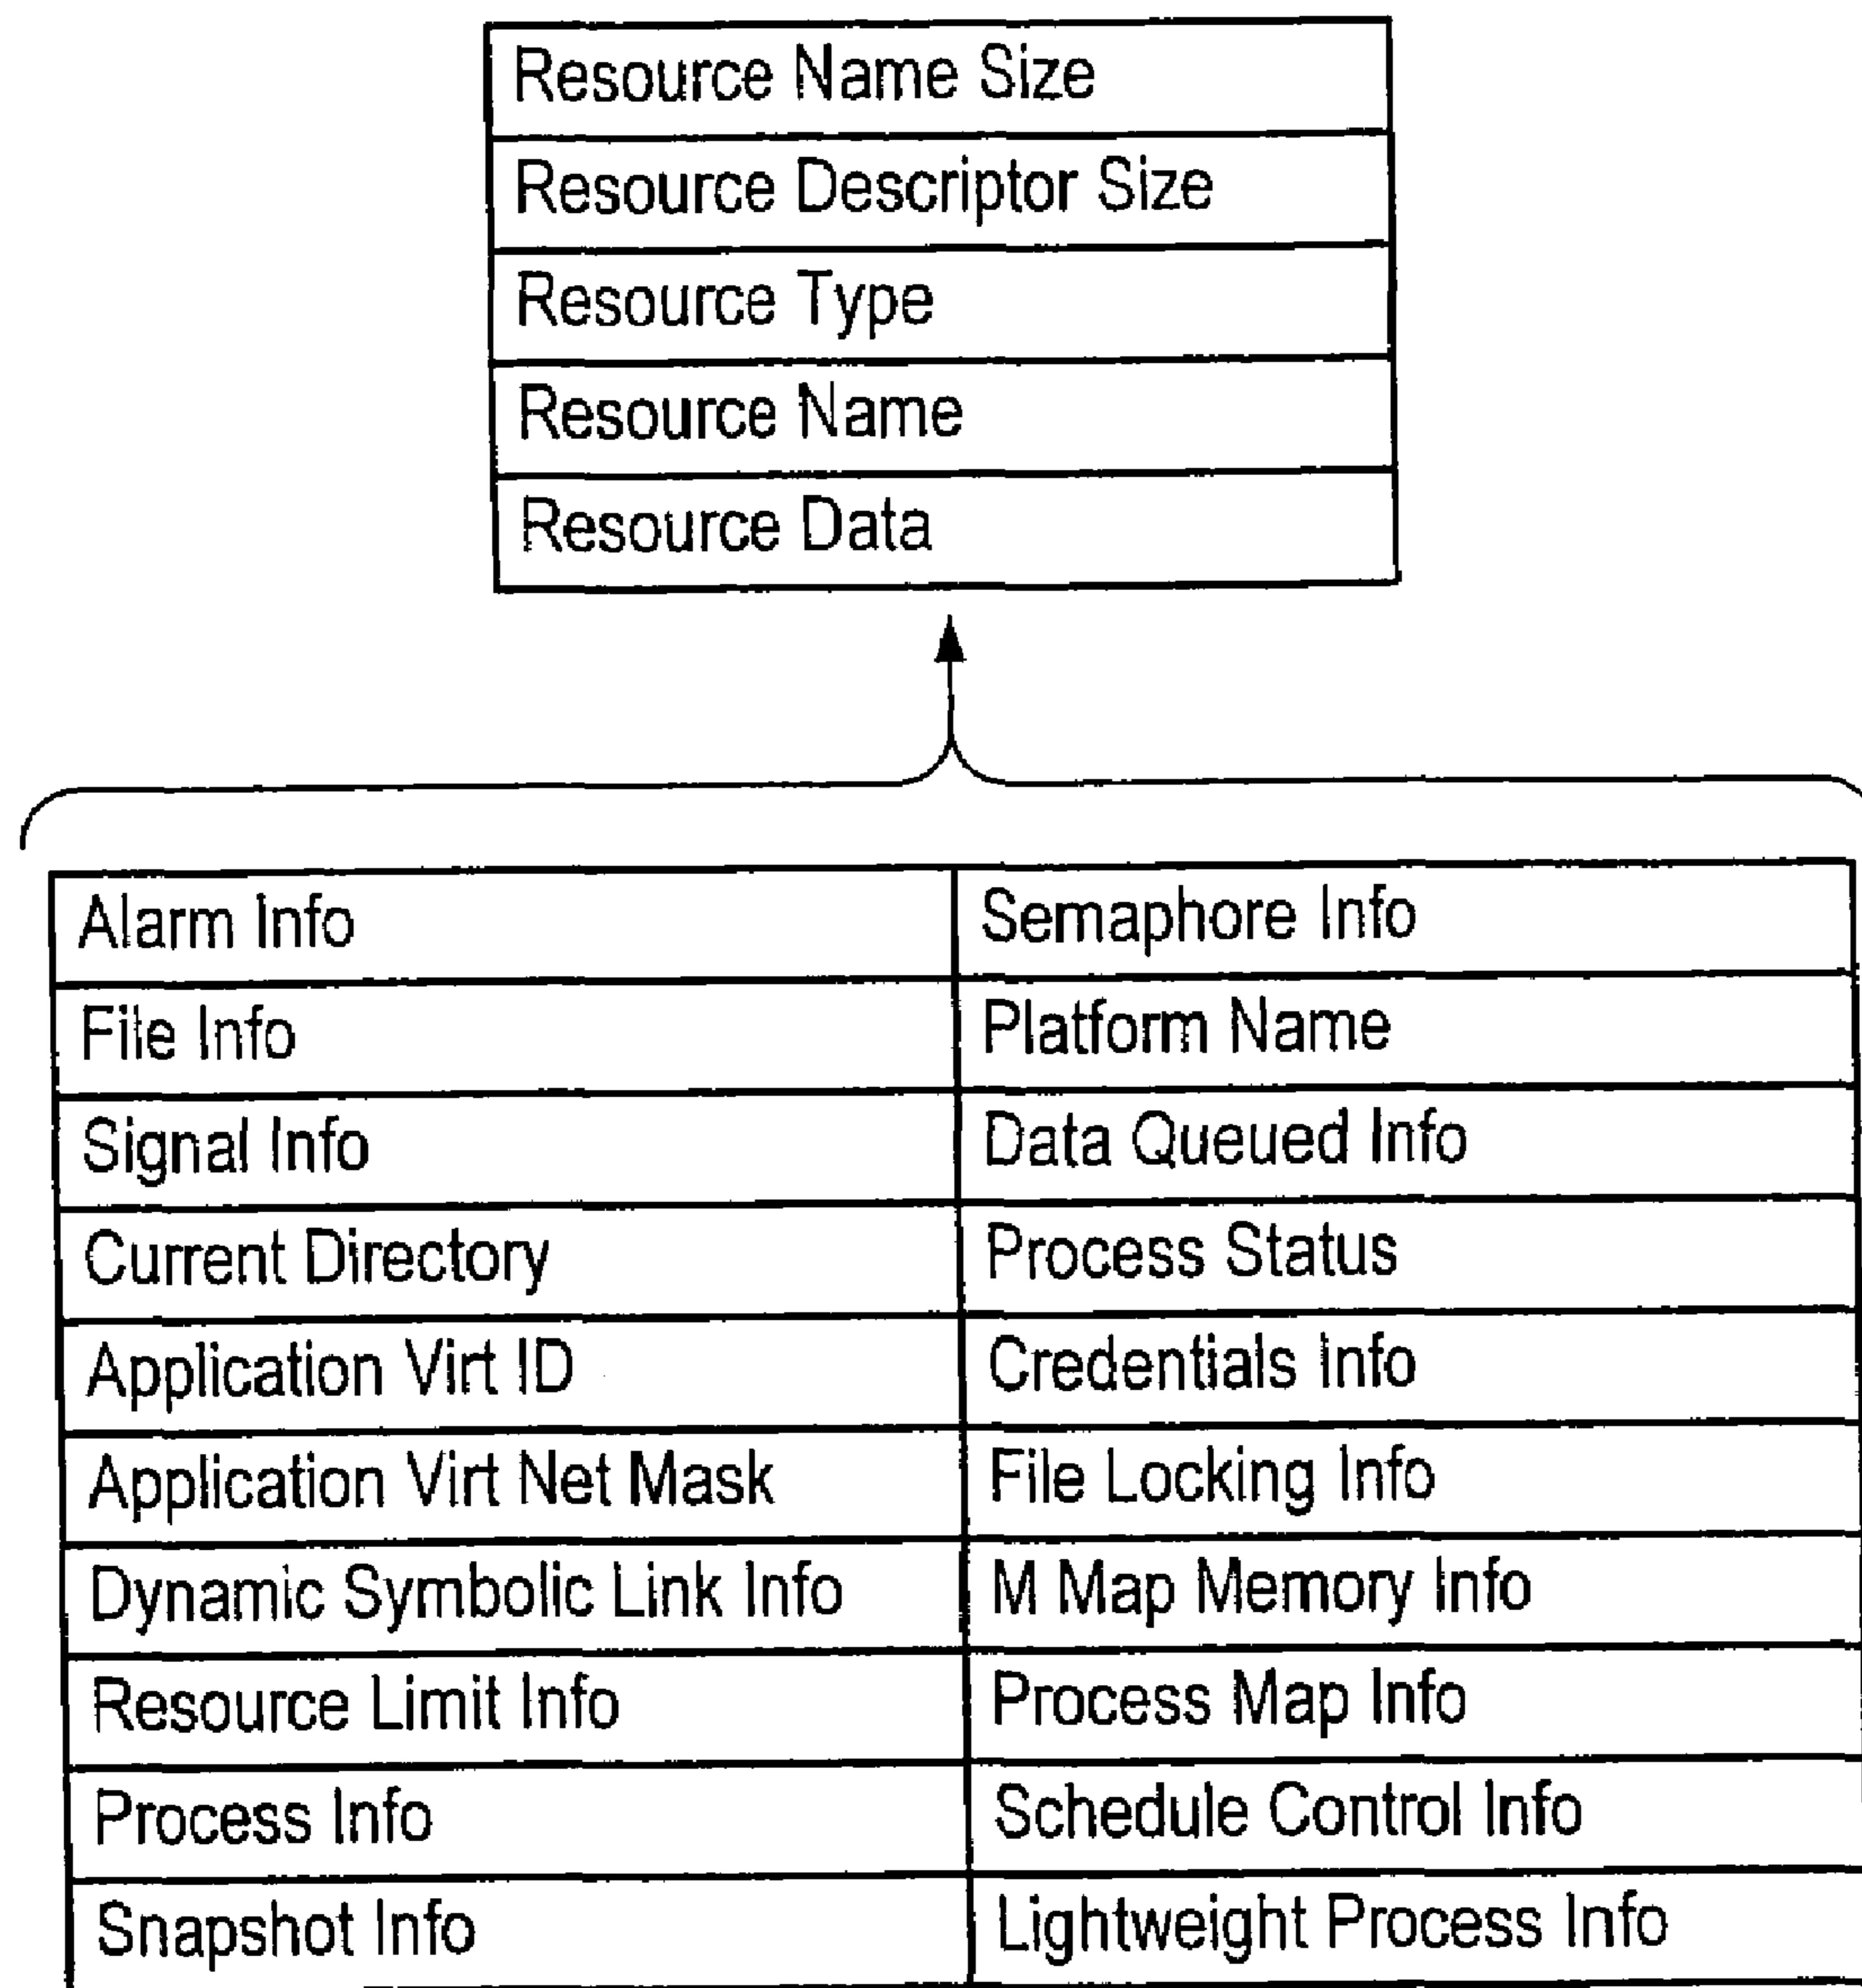 Resource Name Size
Resource Descriptor Size
Resource Type
Resource Name
Resource Data
Alarm Info
Semaphore Info
File Info
Platform Name
Signal Info
Data Queued Info
Current Directory
Process Status
Application Virt ID
Credentials Info
Application Virt Net Mask
File Locking Info
Dynamic Symbolic Link Info
M Map Memory Info
Resource Limit Info
Process Map Info
Process Info
Schedule Control Info
Snapshot Info
Lightweight Process Info